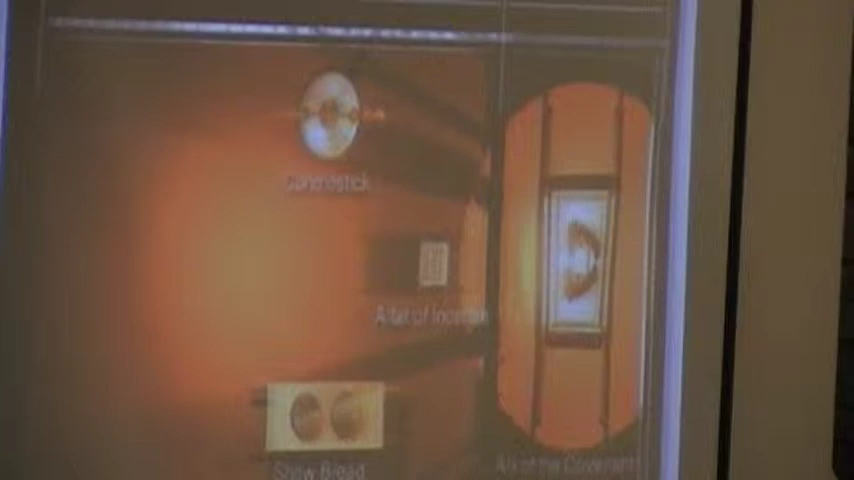 Candlestick
Altar of Incense
Show Bread
Ark of the Covenant